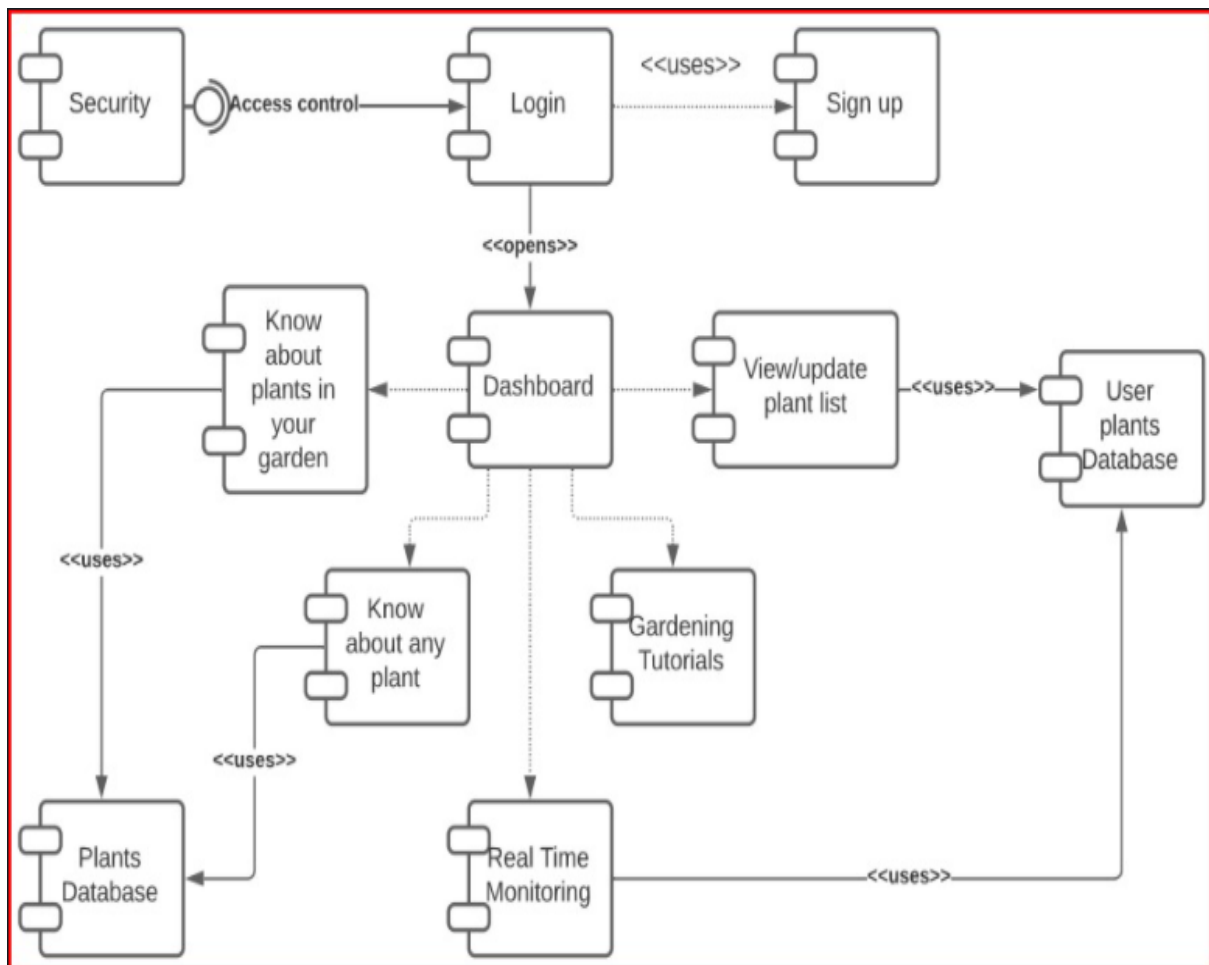 Security
Access control
Login
<<uses>>
Sign up
<<opens>>
Know
about
plants in
your
garden
Dashboard
View/update
plant list
<<uses>>
User
plants
Database
<<uses>>
Know
about any
plant
Gardening
Tutorials
<<uses>>
Plants
Database
Real Time
Monitoring
<<uses>>